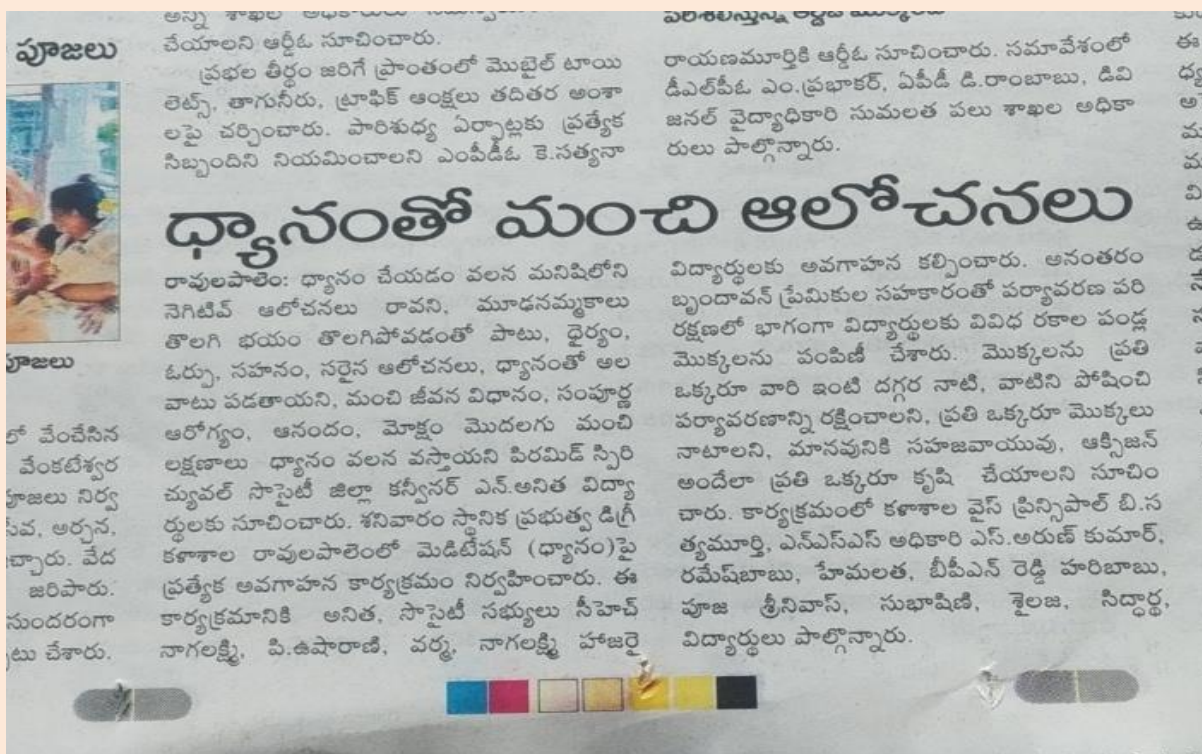 పూజలు
పూజలు
లో వేంచేసిన
వేంకటేశ్వర
పూజలు నిర్వ
సేవ, అర్చన,
చ్చారు. వేద
జరిపారు.
సుందరంగా
టు చేశారు.
చేయాలని ఆర్డీఓ సూచించారు.
ప్రభల తీర్థం జరిగే ప్రాంతంలో మొబైల్ టాయి
లెట్స్, తాగునీరు, ట్రాఫిక్ ఆంక్షలు తదితర అంశా
లపై చర్చించారు. పారిశుధ్య ఏర్పాట్లకు ప్రత్యేక
సిబ్బందిని నియమించాలని ఎంపీడీఓ కె.సత్యనా
రాయణమూర్తికి ఆర్డీఓ సూచించారు. సమావేశంలో
డీఎల్‌పీఓ ఎం.ప్రభాకర్, ఏపీడీ డి.రాంబాబు, డివి
జనల్ వైద్యాధికారి సుమలత పలు శాఖల అధికా
రులు పాల్గొన్నారు.
ధ్యానంతో మంచి ఆలోచనలు
రావులపాలెం: ధ్యానం చేయడం వలన మనిషిలోని
నెగిటివ్ ఆలోచనలు రావని, మూఢనమ్మకాలు
తొలగి భయం తొలగిపోవడంతో పాటు, ధైర్యం,
ఓర్పు, సహనం, సరైన ఆలోచనలు, ధ్యానంతో అల
వాటు పడతాయని, మంచి జీవన విధానం, సంపూర్ణ
ఆరోగ్యం, ఆనందం, మోక్షం మొదలగు మంచి
లక్షణాలు ధ్యానం వలన వస్తాయని పిరమిడ్ స్పిరి
చ్యువల్ సొసైటీ జిల్లా కన్వీనర్ ఎన్.అనిత విద్యా
ర్థులకు సూచించారు. శనివారం స్థానిక ప్రభుత్వ డిగ్రీ
కళాశాల రావులపాలెంలో మెడిటేషన్ (ధ్యానం)పై
ప్రత్యేక అవగాహన కార్యక్రమం నిర్వహించారు. ఈ
కార్యక్రమానికి అనిత, సొసైటీ సభ్యులు సీహెచ్
నాగలక్ష్మి, పి.ఉషారాణి, వర్మ, నాగలక్ష్మి హాజరై
విద్యార్థులకు అవగాహన కల్పించారు. అనంతరం
బృందావన్ ప్రేమికుల సహకారంతో పర్యావరణ పరి
రక్షణలో భాగంగా విద్యార్థులకు వివిధ రకాల పండ్ల
మొక్కలను పంపిణీ చేశారు. మొక్కలను ప్రతి
ఒక్కరూ వారి ఇంటి దగ్గర నాటి, వాటిని పోషించి
పర్యావరణాన్ని రక్షించాలని, ప్రతి ఒక్కరూ మొక్కలు
నాటాలని, మానవునికి సహజవాయువు, ఆక్సిజన్
అందేలా ప్రతి ఒక్కరూ కృషి చేయాలని సూచిం
చారు. కార్యక్రమంలో కళాశాల వైస్ ప్రిన్సిపాల్ బి.స
త్యమూర్తి, ఎన్ఎస్ఎస్ అధికారి ఎస్.అరుణ్ కుమార్,
రమేష్‌బాబు, హేమలత, బీపీఎన్ రెడ్డి హరిబాబు,
పూజ శ్రీనివాస్, సుభాషిణి, శైలజ, సిద్ధార్థ,
విద్యార్థులు పాల్గొన్నారు.